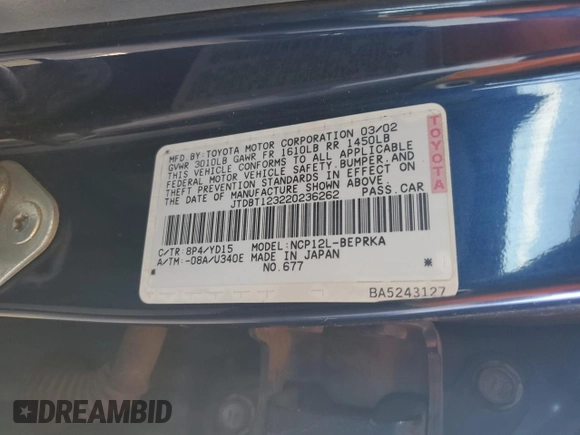 MFD BY:TOYOTA MOTOR CORPORATION 03/02
GVWR 3010LB GAWR FR 1610LB RR 1450LB
THIS VEHICLE CONFORMS TO ALL APPLICABLE
FEDERAL MOTOR VEHICLE SAFETY,BUMPER,AND
THEFT PREVENTION STANDARDS IN EFFECT ON
THE DATE OF MANUFACTURE SHOWN ABOVE.
JTDBT123220236262 PASS.CAR
C/TR: 8P4/YD15 MODEL: NCP12L-BEPRKA
A/TM: -08A/U340E MADE IN JAPAN
NO.677 *
TOYOTA
BA5243127
DREAMBID